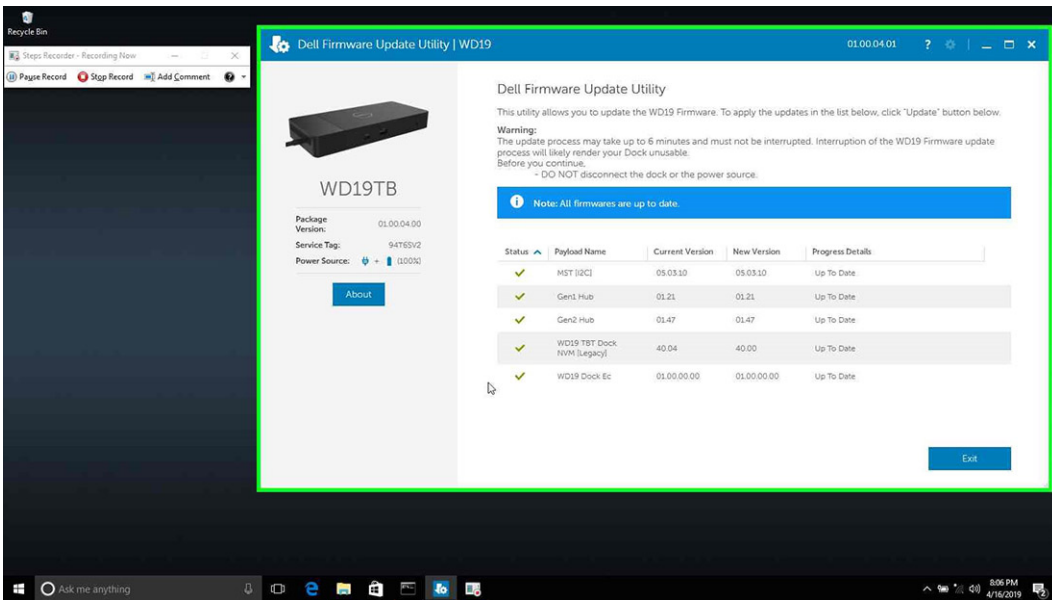 Recycle Bin
Steps Recorder - Recording Now
Pause Record Stop Record Add Comment
Dell Firmware Update Utility | WD19 01.00.04.01 ?
WD19TB
Package Version: 01.00.04.00
Service Tag: 94T6SV2
Power Source: + (100%)
About
Dell Firmware Update Utility
This utility allows you to update the WD19 Firmware. To apply the updates in the list below, click "Update" button below.
Warning:
The update process may take up to 6 minutes and must not be interrupted. Interruption of the WD19 Firmware update
process will likely render your Dock unusable.
Before you continue,
- DO NOT disconnect the dock or the power source.
Note: All firmwares are up to date.
Status Payload Name Current Version New Version Progress Details
MST [I2C] 05.03.10 05.03.10 Up To Date
Gen1 Hub 01.21 01.21 Up To Date
Gen2 Hub 01.47 01.47 Up To Date
WD19 TBT Dock NVM [Legacy] 40.04 40.00 Up To Date
WD19 Dock Ec 01.00.00.00 01.00.00.00 Up To Date
Exit
Ask me anything
8:06 PM
4/16/2019
2